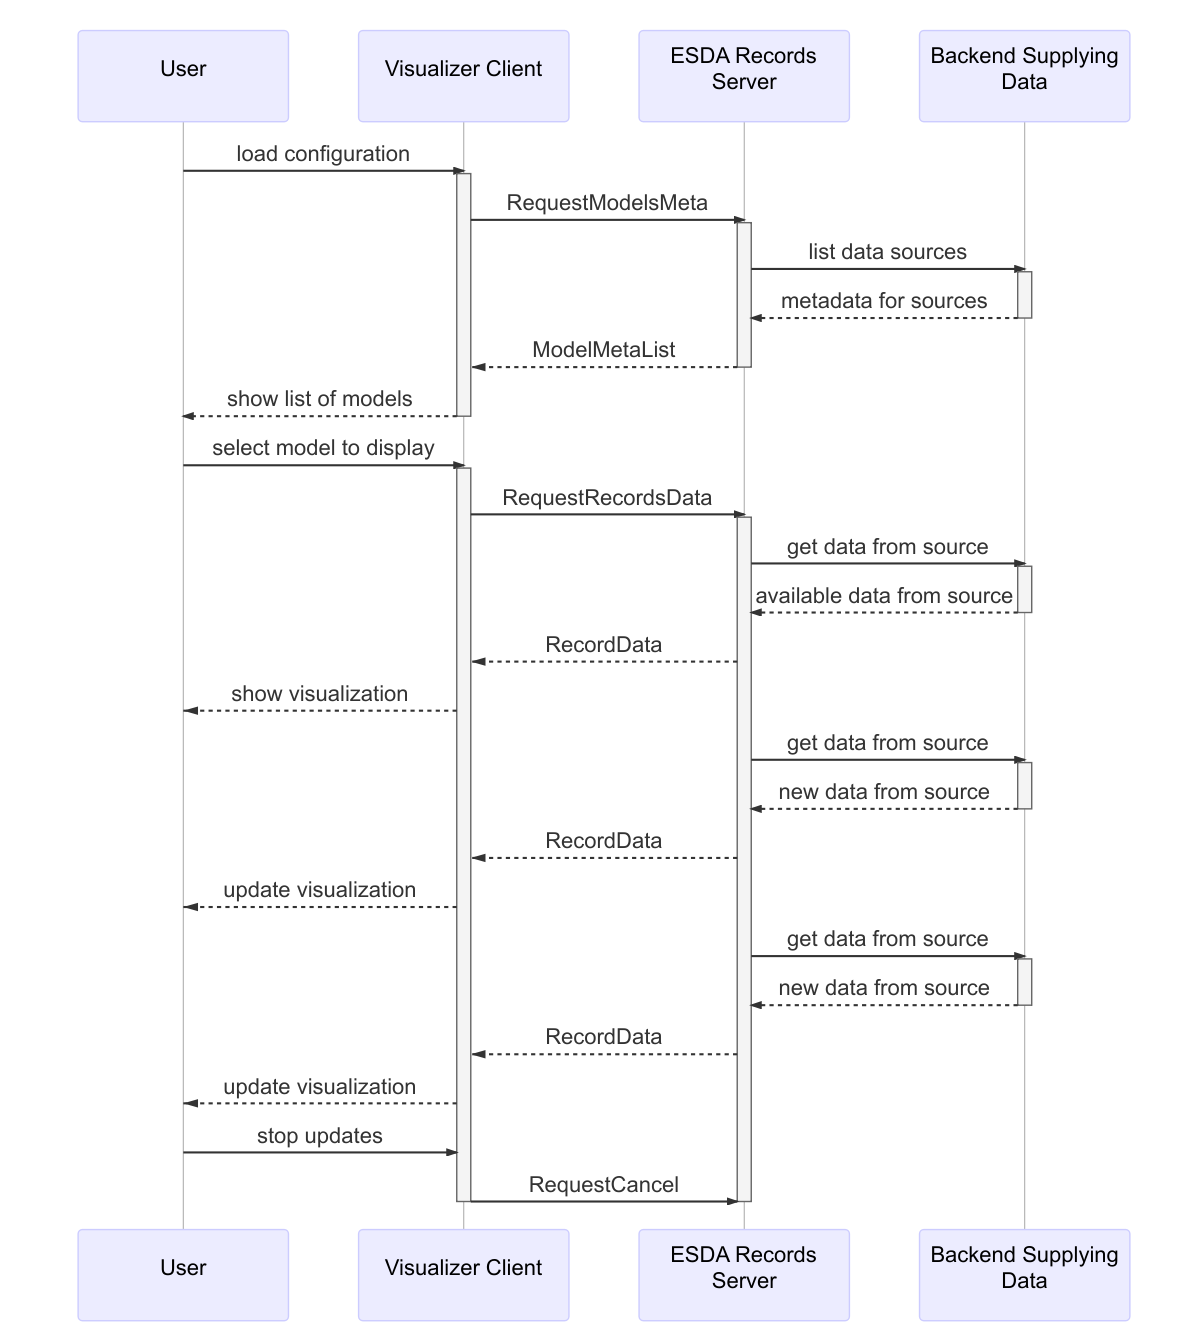 User
Visualizer Client
ESDA Records
Server
Backend Supplying
Data
load configuration
RequestModelsMeta
list data sources
metadata for sources
ModelMetaList
show list of models
select model to display
RequestRecordsData
get data from source
available data from source
RecordData
show visualization
get data from source
new data from source
RecordData
update visualization
get data from source
new data from source
RecordData
update visualization
stop updates
RequestCancel
User
Visualizer Client
ESDA Records
Server
Backend Supplying
Data